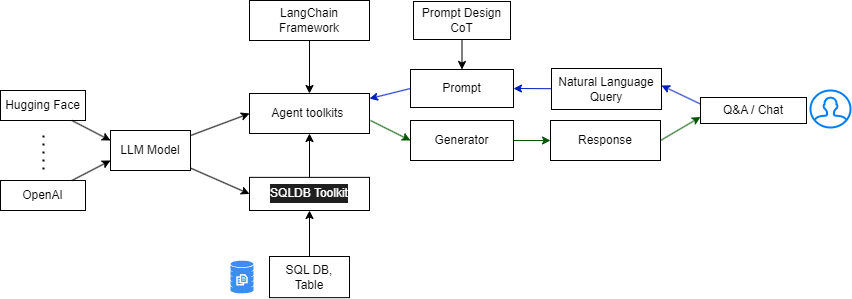 LangChain
Framework
Prompt Design
CoT
Hugging Face
OpenAI
LLM Model
Agent toolkits
Prompt
Natural Language
Query
Q&A / Chat
Generator
Response
SQLDB Toolkit
SQL DB,
Table